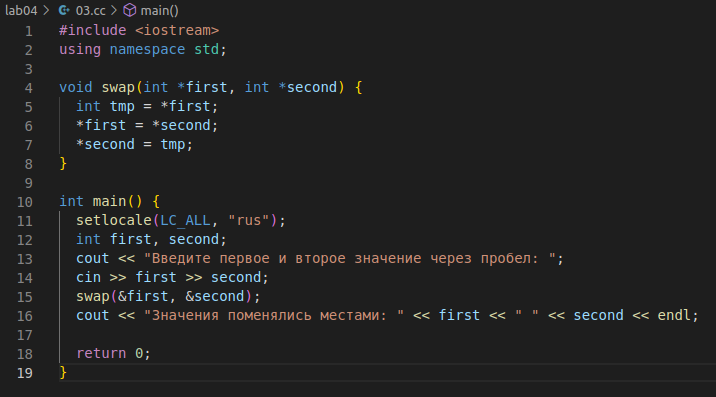 lab04 > 03.cc > main()
1 #include <iostream>
2 using namespace std;
3
4 void swap(int *first, int *second) {
5   int tmp = *first;
6   *first = *second;
7   *second = tmp;
8 }
9
10 int main() {
11   setlocale(LC_ALL, "rus");
12   int first, second;
13   cout << "Введите первое и второе значение через пробел: ";
14   cin >> first >> second;
15   swap(&first, &second);
16   cout << "Значения поменялись местами: " << first << " " << second << endl;
17
18   return 0;
19 }